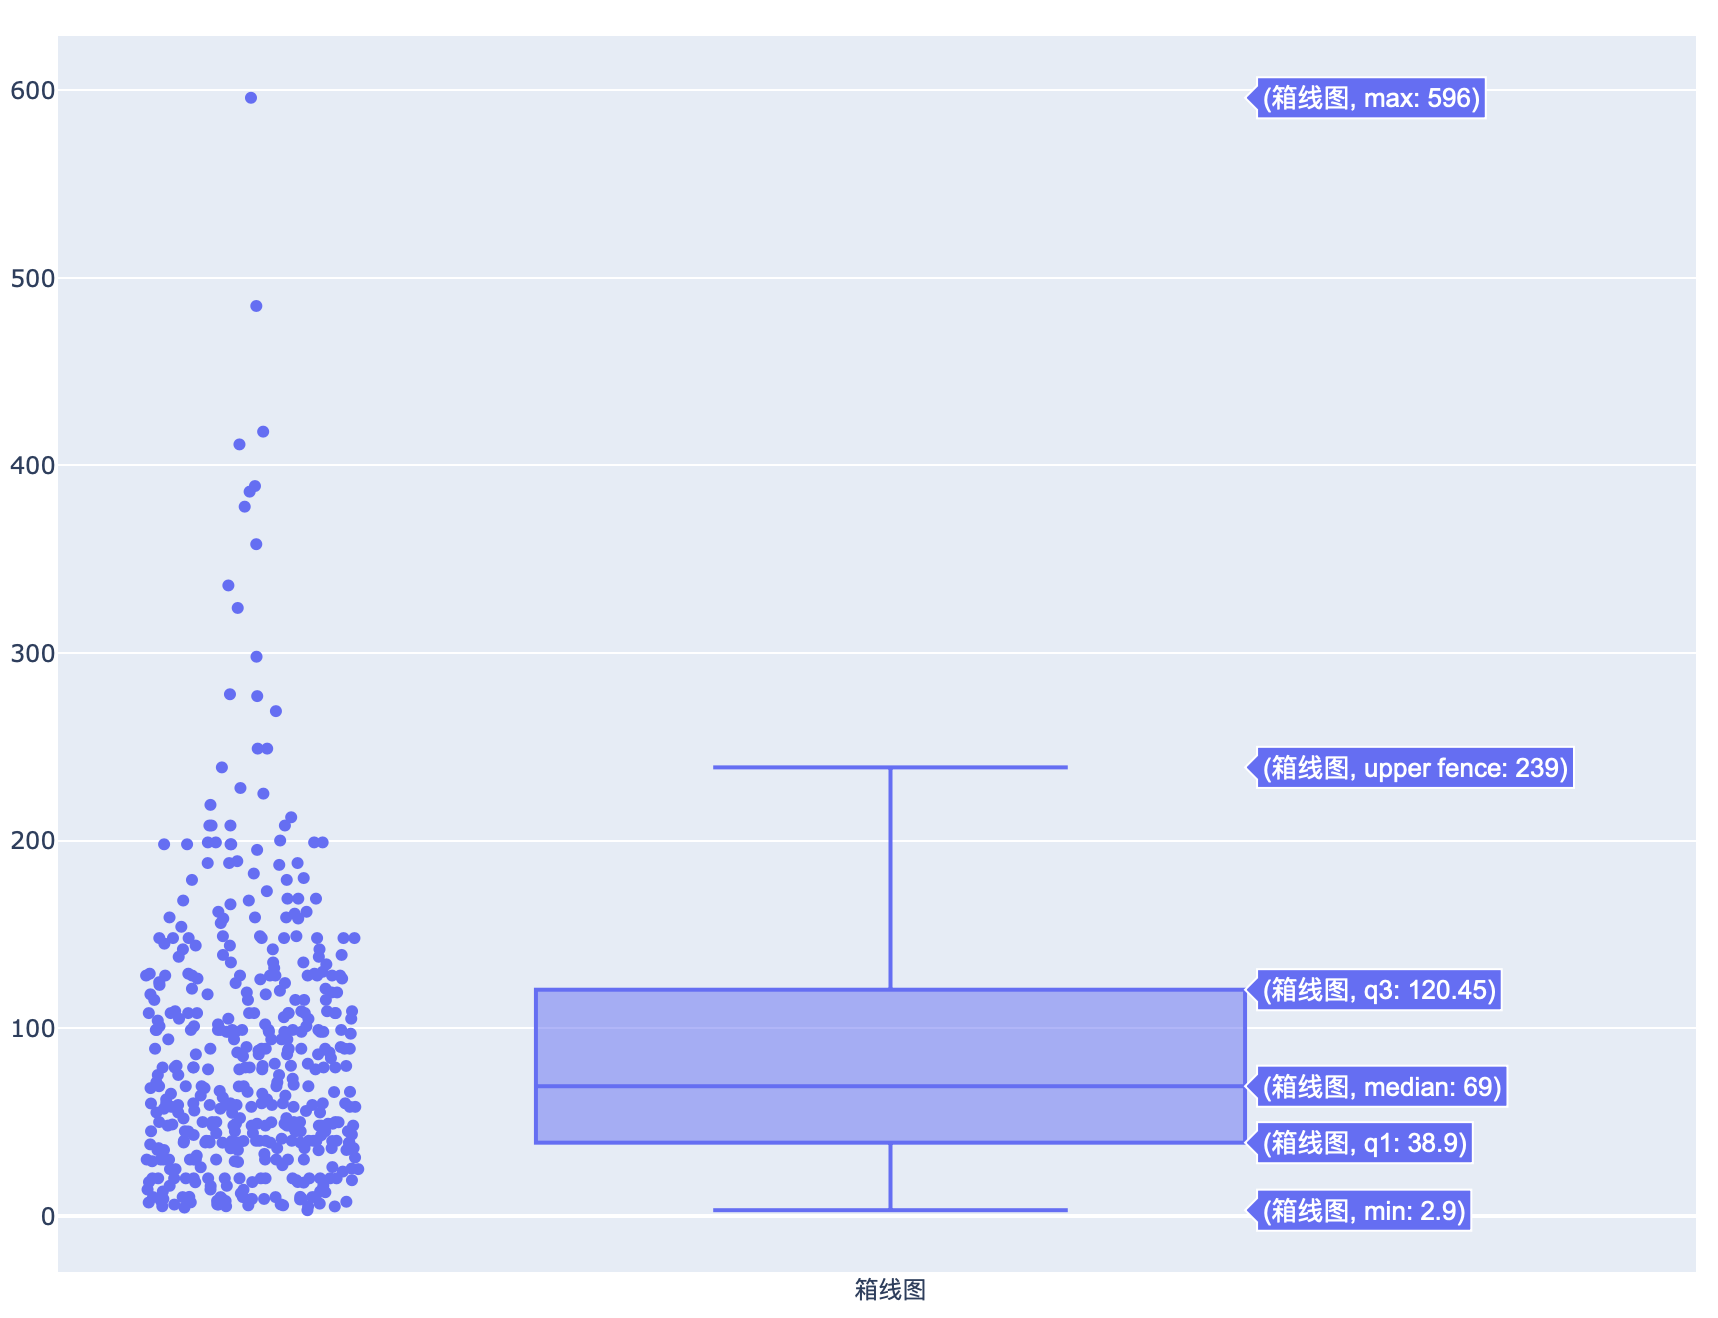 600
(箱线图, max: 596)
500
400
300
(箱线图, upper fence: 239)
200
(箱线图, q3: 120.45)
100
(箱线图, median: 69)
(箱线图, q1: 38.9)
(箱线图, min: 2.9)
0
箱线图